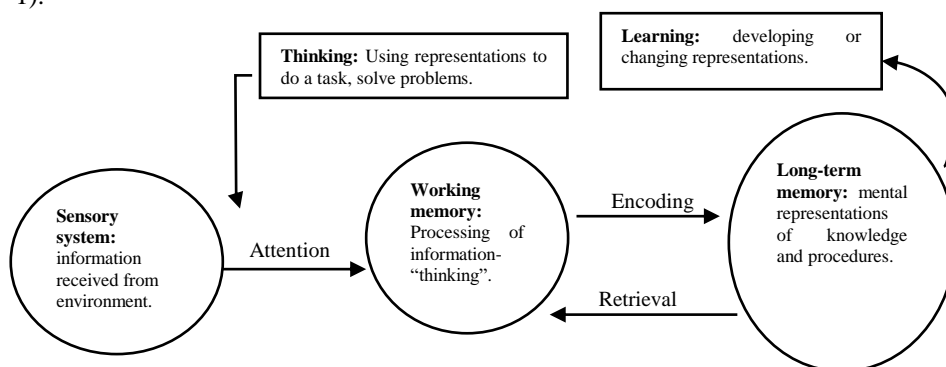 1).
Thinking: Using representations to
do a task, solve problems.
Learning: developing or
changing representations.
Sensory
system:
information
received from
environment.
Attention
Working
memory:
Processing of
information-
“thinking”.
Encoding
Retrieval
Long-term
memory: mental
representations
of knowledge
and procedures.